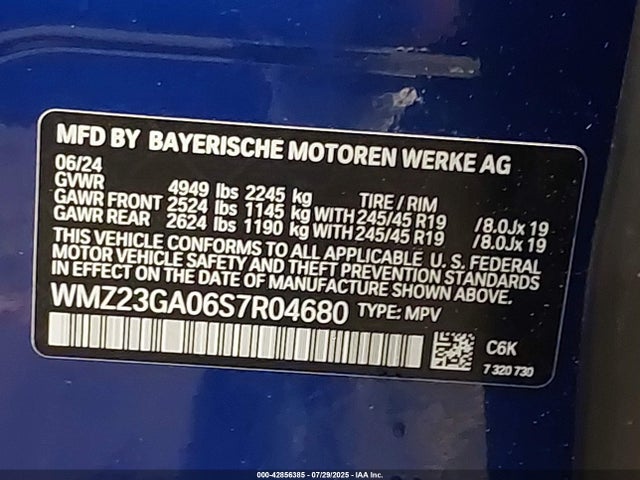 MFD BY BAYERISCHE MOTOREN WERKE AG
06/24
GVWR 4949 lbs 2245 kg TIRE / RIM
GAWR FRONT 2524 lbs 1145 kg WITH 245/45 R19 /8.0Jx 19
GAWR REAR 2624 lbs 1190 kg WITH 245/45 R19 /8.0Jx 19
THIS VEHICLE CONFORMS TO ALL APPLICABLE U. S. FEDERAL
MOTOR VEHICLE SAFETY AND THEFT PREVENTION STANDARDS
IN EFFECT ON THE DATE OF MANUFACTURE SHOWN ABOVE.
WMZ23GA06S7R04680 TYPE: MPV
C6K
7 320 730
000-42856385 - 07/29/2025 - IAA Inc.